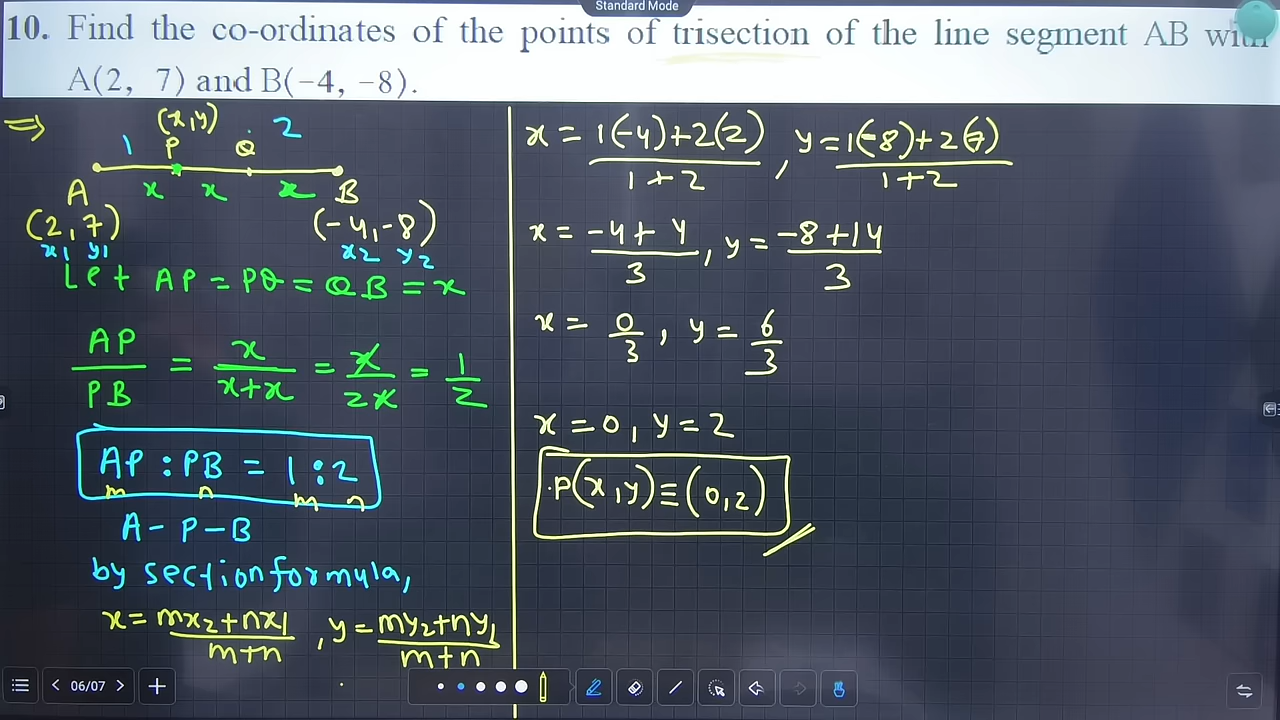 Standard Mode
10. Find the co-ordinates of the points of trisection of the line segment AB with
A(2, 7) and B(−4, −8).
⇒ (x,y)
1 P Q 2
A x x x B
(2,7) (-4,-8)
x1 y1 x2 y2
Let AP = PQ = QB = x
AP/PB = x/(x+x) = x/2x = 1/2
AP : PB = 1 : 2
m n m n
A - P - B
by section formula,
x = (mx2+nx1)/(m+n) , y = (my2+ny1)/(m+n)
x = (1(-4)+2(2))/(1+2) , y = (1(-8)+2(7))/(1+2)
x = (-4+4)/3 , y = (-8+14)/3
x = 0/3 , y = 6/3
x = 0 , y = 2
P(x,y) ≡ (0,2)
06/07